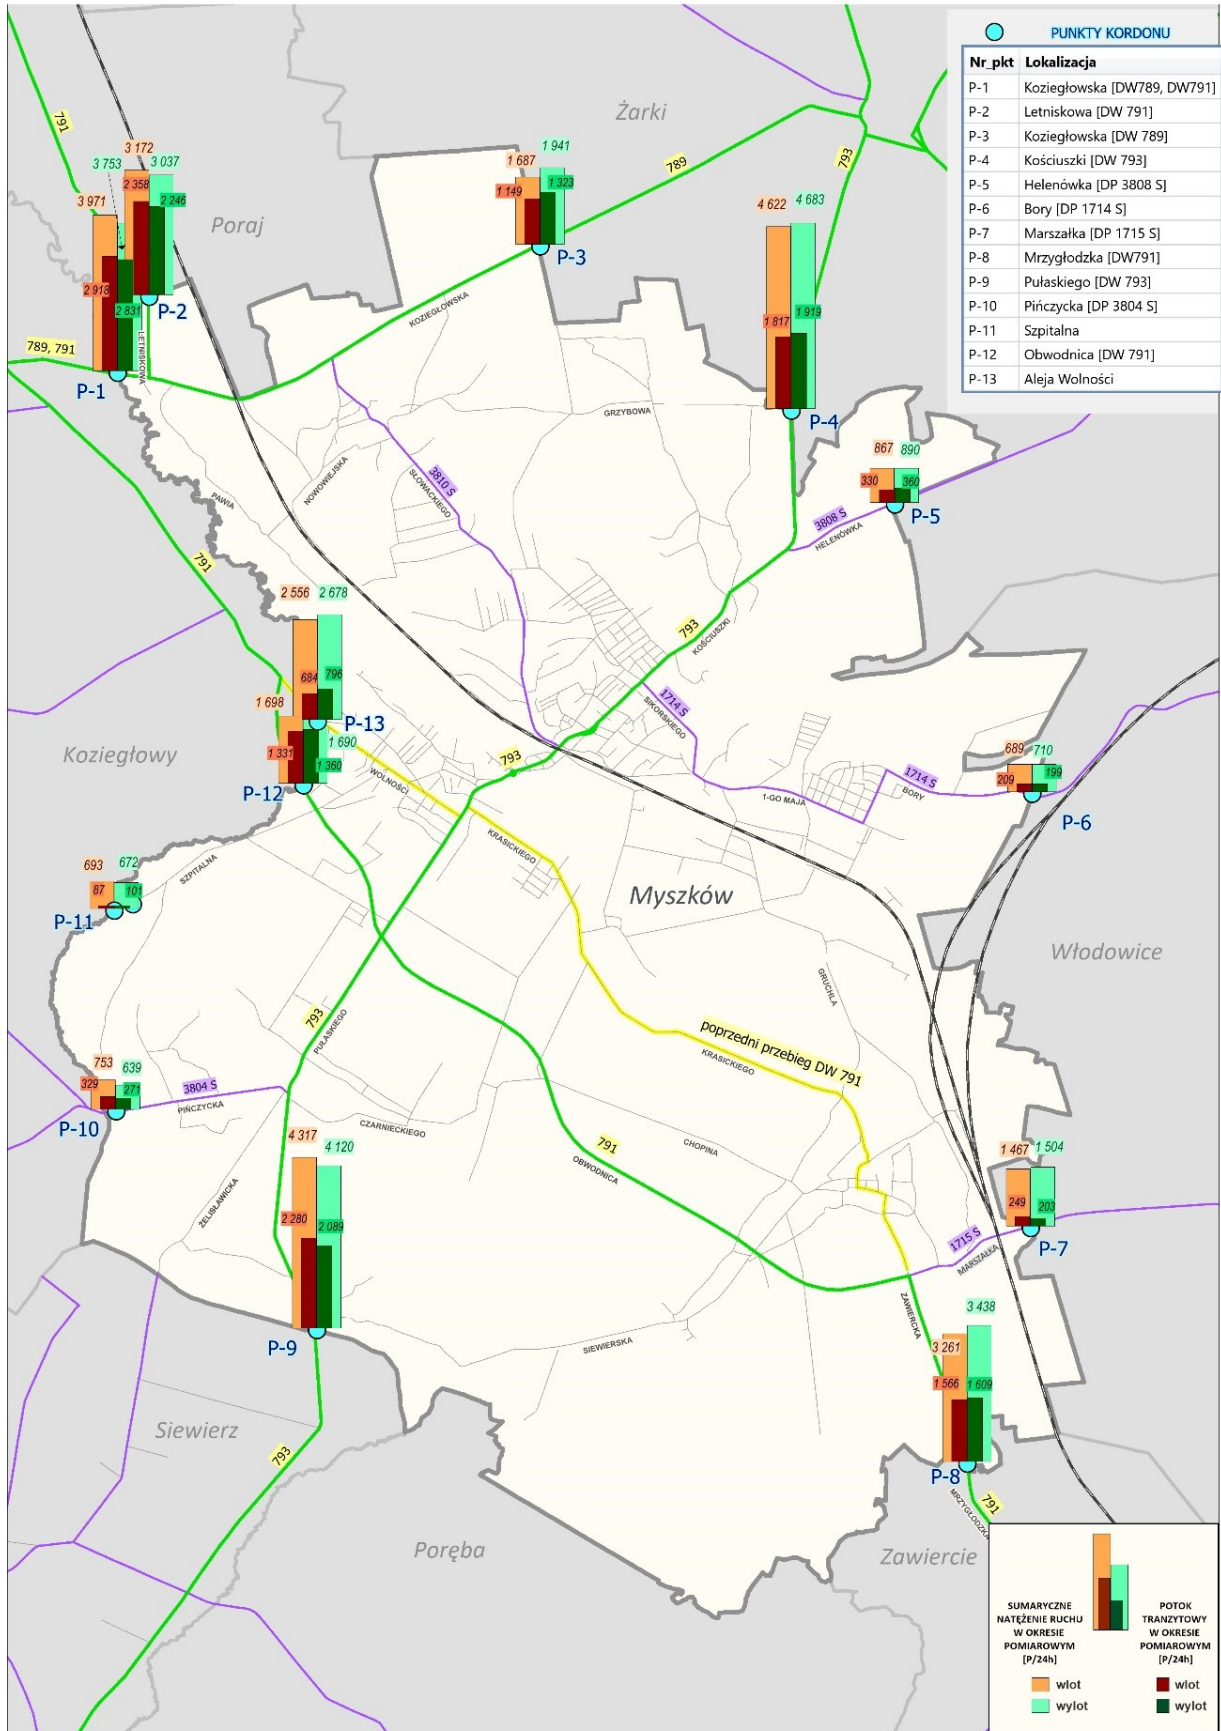 PUNKTY KORDONU
Nr_pkt Lokalizacja
P-1 Koziegłowska [DW789, DW791]
P-2 Letniskowa [DW 791]
P-3 Koziegłowska [DW 789]
P-4 Kościuszki [DW 793]
P-5 Helenówka [DP 3808 S]
P-6 Bory [DP 1714 S]
P-7 Marszałka [DP 1715 S]
P-8 Mrzygłodzka [DW791]
P-9 Pułaskiego [DW 793]
P-10 Pińczycka [DP 3804 S]
P-11 Szpitalna
P-12 Obwodnica [DW 791]
P-13 Aleja Wolności
Żarki
791
3 172
3 753
3 037
2 358
2 246
3 971
Poraj
2 918
2 831
P-2
LETNISKOWA
789, 791
P-1
1 941
1 687
1 149
1 323
P-3
789
793
KOZIEGŁOWSKA
4 622
4 683
1 817
1 919
P-4
GRZYBOWA
867
890
330
360
P-5
3808 S
HELENÓWKA
3810 S
SŁOWACKIEGO
NOWOWIEJSKA
PAWIA
791
2 556
2 678
684
796
P-13
1 698
1 690
1 331
1 360
P-12
Koziegłowy
793
KOŚCIUSZKI
1714 S
SIKORSKIEGO
793
WOLNOŚCI
KRASICKIEGO
1-GO MAJA
1714 S
BORY
689
710
209
199
P-6
Myszków
693
672
87
101
P-11
SZPITALNA
Włodowice
GRUCHLA
793
PUŁASKIEGO
poprzedni przebieg DW 791
KRASICKIEGO
753
639
329
271
P-10
3804 S
PIŃCZYCKA
CZARNIECKIEGO
4 317
4 120
2 280
2 089
P-9
ŻELISŁAWICKA
791
OBWODNICA
CHOPINA
1 467
1 504
249
203
P-7
1715 S
MARSZAŁKA
ZAWIERCKA
SIEWIERSKA
3 438
3 261
1 566
1 609
P-8
MRZYGŁODZKA
791
Siewierz
793
Poręba
Zawiercie
SUMARYCZNE
NATĘŻENIE RUCHU
W OKRESIE
POMIAROWYM
[P/24h]
wlot
wylot
POTOK
TRANZYTOWY
W OKRESIE
POMIAROWYM
[P/24h]
wlot
wylot